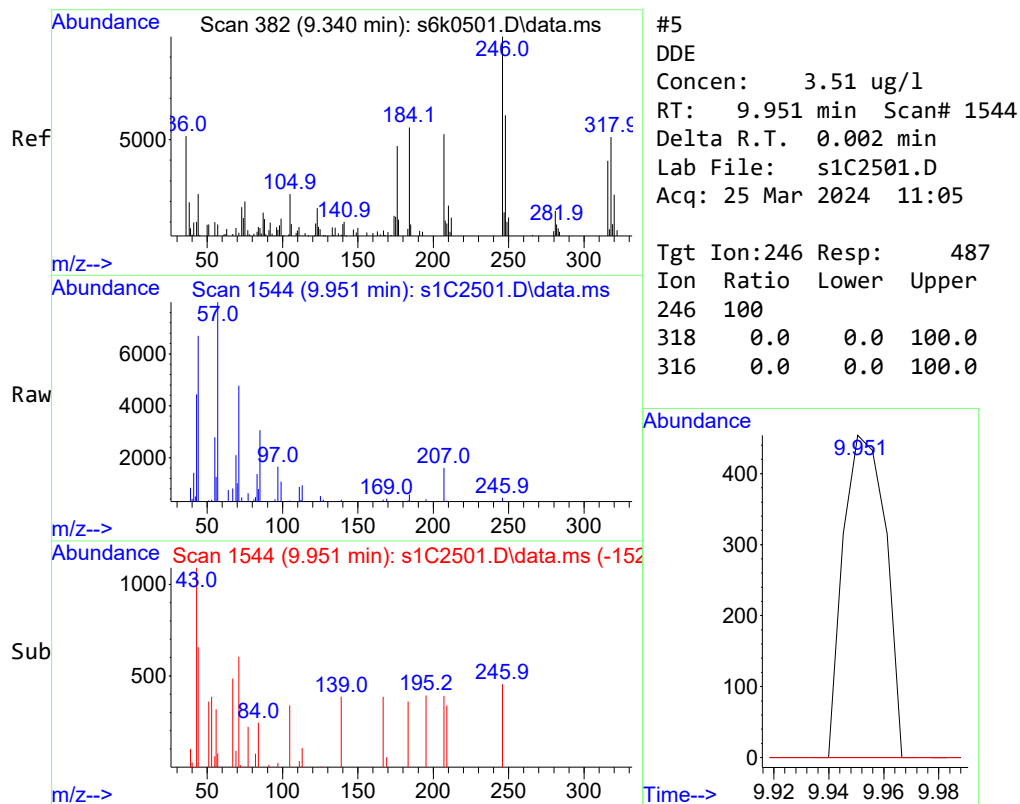 Abundance Scan 382 (9.340 min): s6k0501.D\data.ms
246.0
184.1
36.0
317.9
Ref 5000
104.9
140.9
281.9
50 100 150 200 250 300
m/z-->
Abundance Scan 1544 (9.951 min): s1C2501.D\data.ms
57.0
6000
Raw 4000
2000
97.0
207.0
169.0
245.9
50 100 150 200 250 300
m/z-->
Abundance Scan 1544 (9.951 min): s1C2501.D\data.ms (-152
1000
43.0
Sub 500
139.0
195.2
245.9
84.0
50 100 150 200 250 300
m/z-->
#5
DDE
Concen: 3.51 ug/l
RT: 9.951 min Scan# 1544
Delta R.T. 0.002 min
Lab File: s1C2501.D
Acq: 25 Mar 2024 11:05
Tgt Ion:246 Resp: 487
Ion Ratio Lower Upper
246 100
318 0.0 0.0 100.0
316 0.0 0.0 100.0
Abundance
9.951
400
300
200
100
0
Time--> 9.92 9.94 9.96 9.98